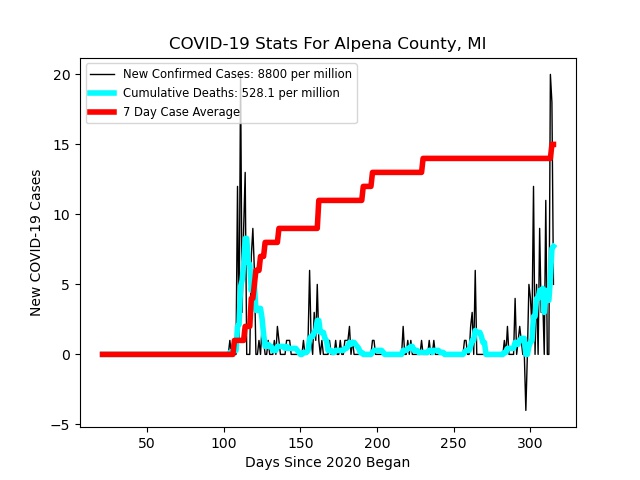 COVID-19 Stats For Alpena County, MI
New Confirmed Cases: 8800 per million
Cumulative Deaths: 528.1 per million
7 Day Case Average
New COVID-19 Cases
20
15
10
5
0
−5
50 100 150 200 250 300
Days Since 2020 Began